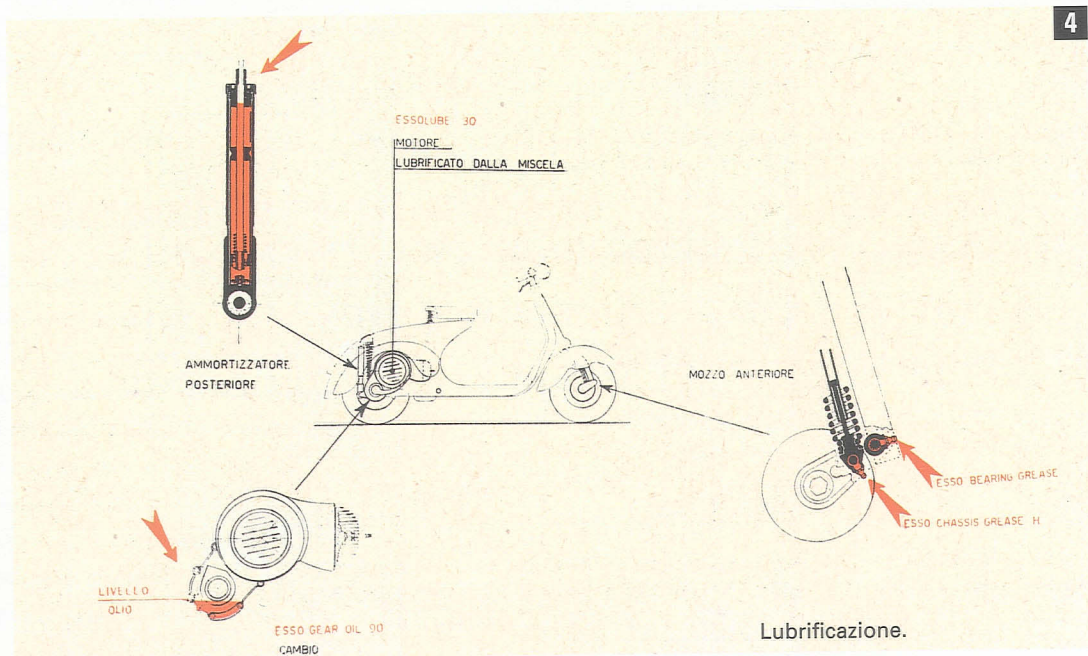 4
ESSOLUBE 30
MOTORE
LUBRIFICATO DALLA MISCELA
AMMORTIZZATORE
POSTERIORE
MOZZO ANTERIORE
ESSO BEARING GREASE
ESSO CHASSIS GREASE H
LIVELLO
OLIO
ESSO GEAR OIL 90
CAMBIO
Lubrificazione.